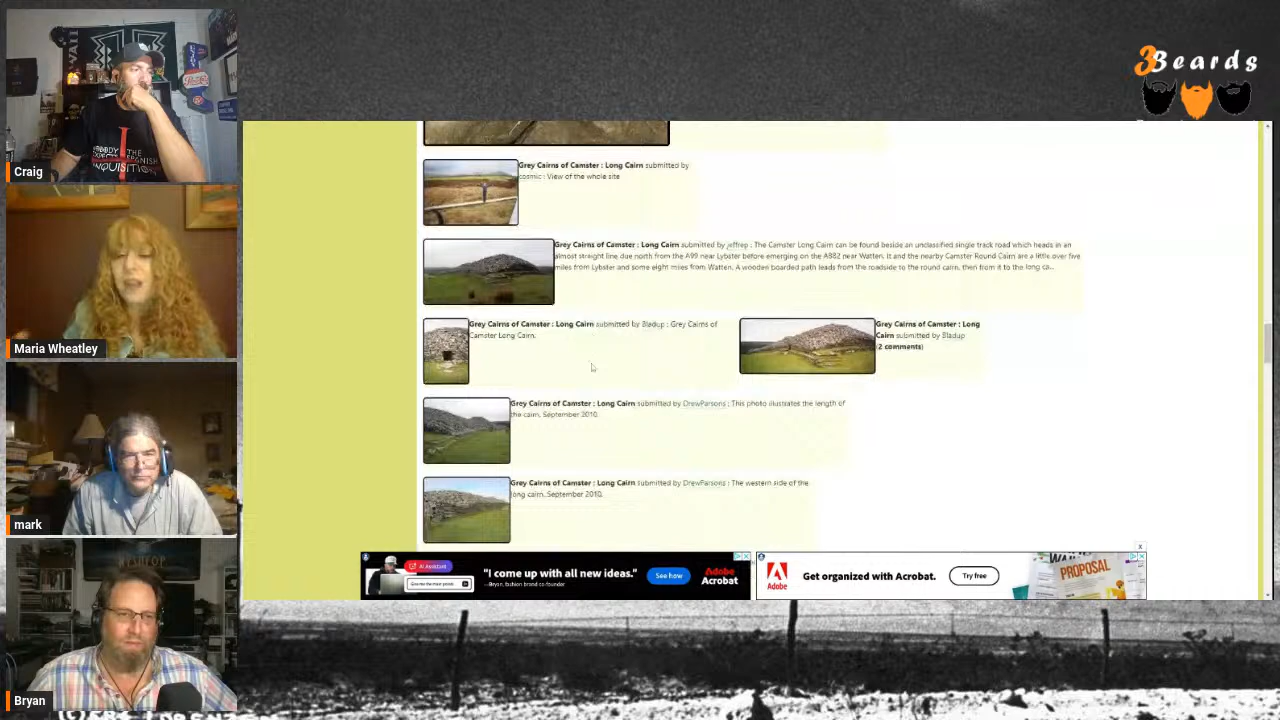 3Beards
Craig
Maria Wheatley
mark
Bryan
Grey Cairns of Camster : Long Cairn submitted by
cosmic : View of the whole site
Grey Cairns of Camster : Long Cairn submitted by jeffrep : The Camster Long Cairn can be found beside an unclassified single track road which heads in an
almost straight line due north from the A99 near Lybster before emerging on the A882 near Watten. It and the nearby Camster Round Cairn are a little over five
miles from Lybster and some eight miles from Watten. A wooden boarded path leads from the roadside to the round cairn, then from it to the long ca...
Grey Cairns of Camster : Long Cairn submitted by Bladup : Grey Cairns of
Camster Long Cairn.
Grey Cairns of Camster : Long
Cairn submitted by Bladup
(2 comments)
Grey Cairns of Camster : Long Cairn submitted by DrewParsons : This photo illustrates the length of
the cairn, September 2010.
Grey Cairns of Camster : Long Cairn submitted by DrewParsons : The western side of the
long cairn, September 2010.
AI Assistant
"I come up with all new ideas."
—Bryan, fashion brand co-founder
See how
Adobe
Acrobat
Adobe
Get organized with Acrobat.
Try free
PROPOSAL